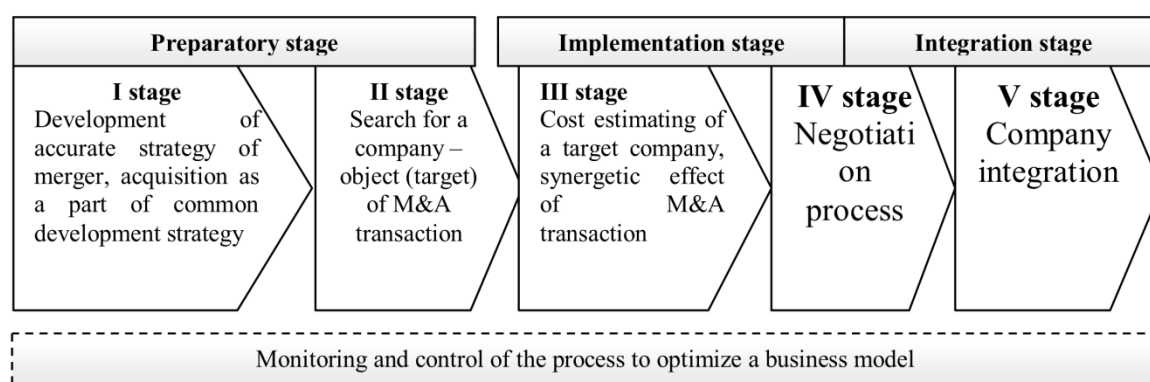 Preparatory stage
Implementation stage
Integration stage
I stage
Development of
accurate strategy of
merger, acquisition as
a part of common
development strategy
II stage
Search for a
company –
object (target)
of M&A
transaction
III stage
Cost estimating of
a target company,
synergetic effect
of M&A
transaction
IV stage
Negotiati
on
process
V stage
Company
integration
Monitoring and control of the process to optimize a business model